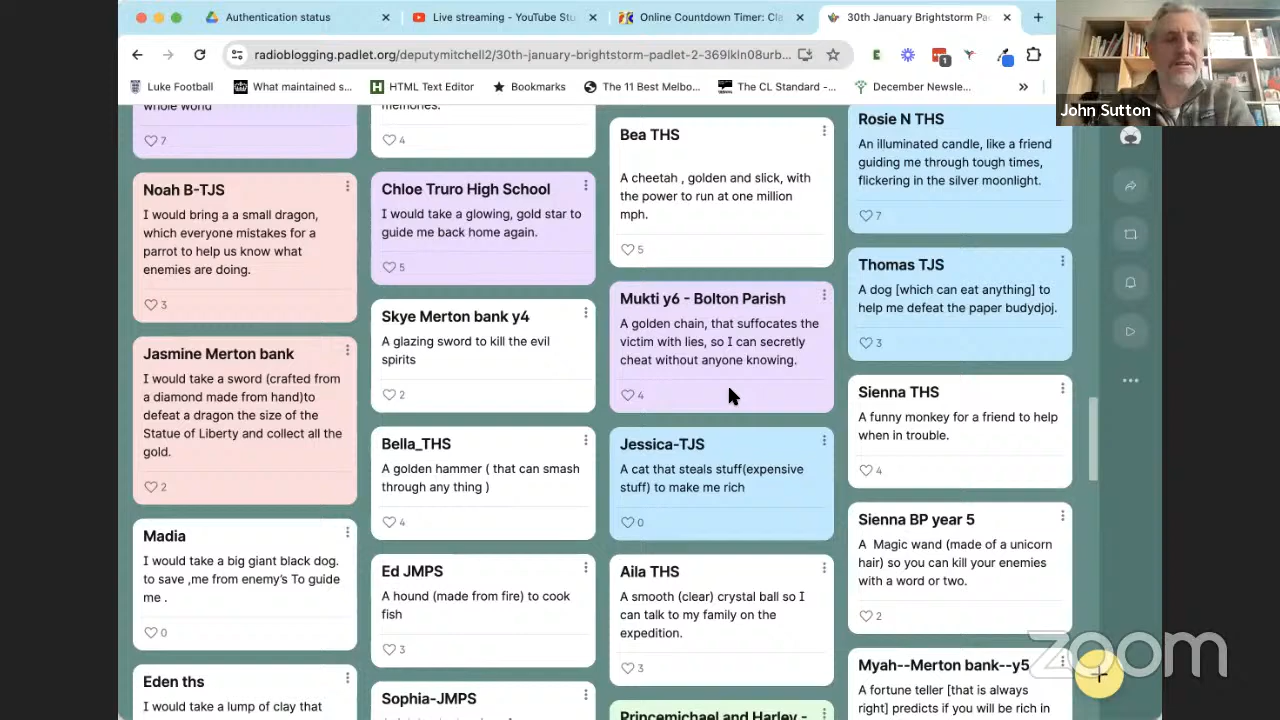 Authentication status
Live streaming - YouTube Stu
Online Countdown Timer: Cla
30th January Brightstorm Pa
radioblogging.padlet.org/deputymitchell2/30th-january-brightstorm-padlet-2-369lkln08urb...
Luke Football
What maintained s...
HTML Text Editor
Bookmarks
The 11 Best Melbo...
The CL Standard -...
December Newsle...
John Sutton
whole world
7
Noah B-TJS
I would bring a a small dragon,
which everyone mistakes for a
parrot to help us know what
enemies are doing.
3
Jasmine Merton bank
I would take a sword (crafted from
a diamond made from hand)to
defeat a dragon the size of the
Statue of Liberty and collect all the
gold.
2
Madia
I would take a big giant black dog.
to save ,me from enemy's To guide
me .
0
Eden ths
I would take a lump of clay that
memories.
4
Chloe Truro High School
I would take a glowing, gold star to
guide me back home again.
5
Skye Merton bank y4
A glazing sword to kill the evil
spirits
2
Bella_THS
A golden hammer ( that can smash
through any thing )
4
Ed JMPS
A hound (made from fire) to cook
fish
3
Sophia-JMPS
Bea THS
A cheetah , golden and slick, with
the power to run at one million
mph.
5
Mukti y6 - Bolton Parish
A golden chain, that suffocates the
victim with lies, so I can secretly
cheat without anyone knowing.
4
Jessica-TJS
A cat that steals stuff(expensive
stuff) to make me rich
0
Aila THS
A smooth (clear) crystal ball so I
can talk to my family on the
expedition.
3
Princemichael and Harley -
Rosie N THS
An illuminated candle, like a friend
guiding me through tough times,
flickering in the silver moonlight.
7
Thomas TJS
A dog [which can eat anything] to
help me defeat the paper budydjoj.
3
Sienna THS
A funny monkey for a friend to help
when in trouble.
4
Sienna BP year 5
A Magic wand (made of a unicorn
hair) so you can kill your enemies
with a word or two.
2
Myah--Merton bank--y5
A fortune teller [that is always
right] predicts if you will be rich in
zoom